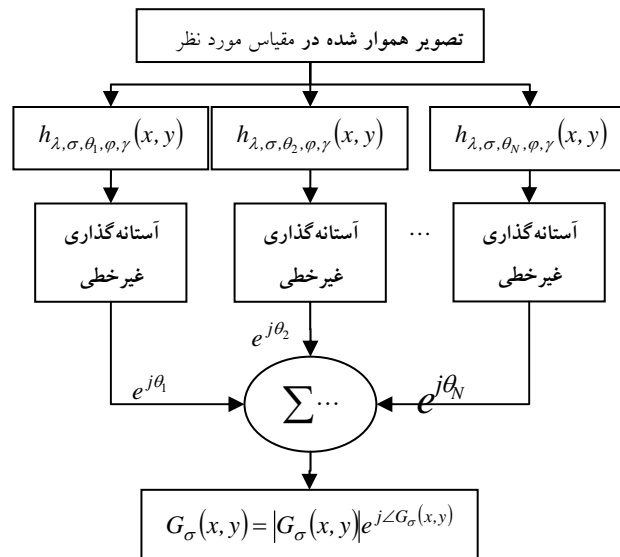 تصویر هموار شده در مقیاس مورد نظر
h_{λ,σ,θ_1,φ,γ}(x, y)
h_{λ,σ,θ_2,φ,γ}(x, y)
h_{λ,σ,θ_N,φ,γ}(x, y)
آستانه‌گذاری
غیرخطی
آستانه‌گذاری
غیرخطی
...
آستانه‌گذاری
غیرخطی
e^{jθ_2}
e^{jθ_1}
∑...
e^{jθ_N}
G_σ(x, y) = |G_σ(x, y)| e^{j∠G_σ(x, y)}